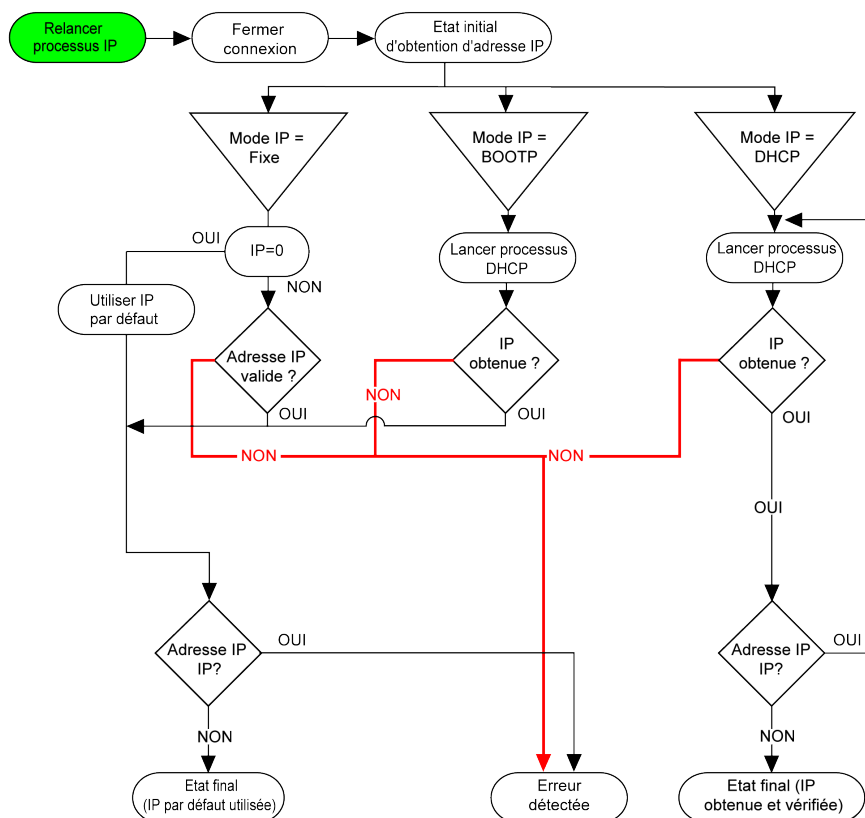 Relancer
processus IP
Fermer
connexion
Etat initial
d'obtention d'adresse IP
Mode IP =
Fixe
Mode IP =
BOOTP
Mode IP =
DHCP
OUI
IP=0
NON
Lancer processus
DHCP
Lancer processus
DHCP
Utiliser IP
par défaut
Adresse IP
valide ?
IP
obtenue ?
IP
obtenue ?
NON
OUI
OUI
OUI
NON
NON
OUI
Adresse IP
IP?
OUI
Adresse IP
IP?
OUI
NON
NON
Etat final
(IP par défaut utilisée)
Erreur
détectée
Etat final (IP
obtenue et vérifiée)